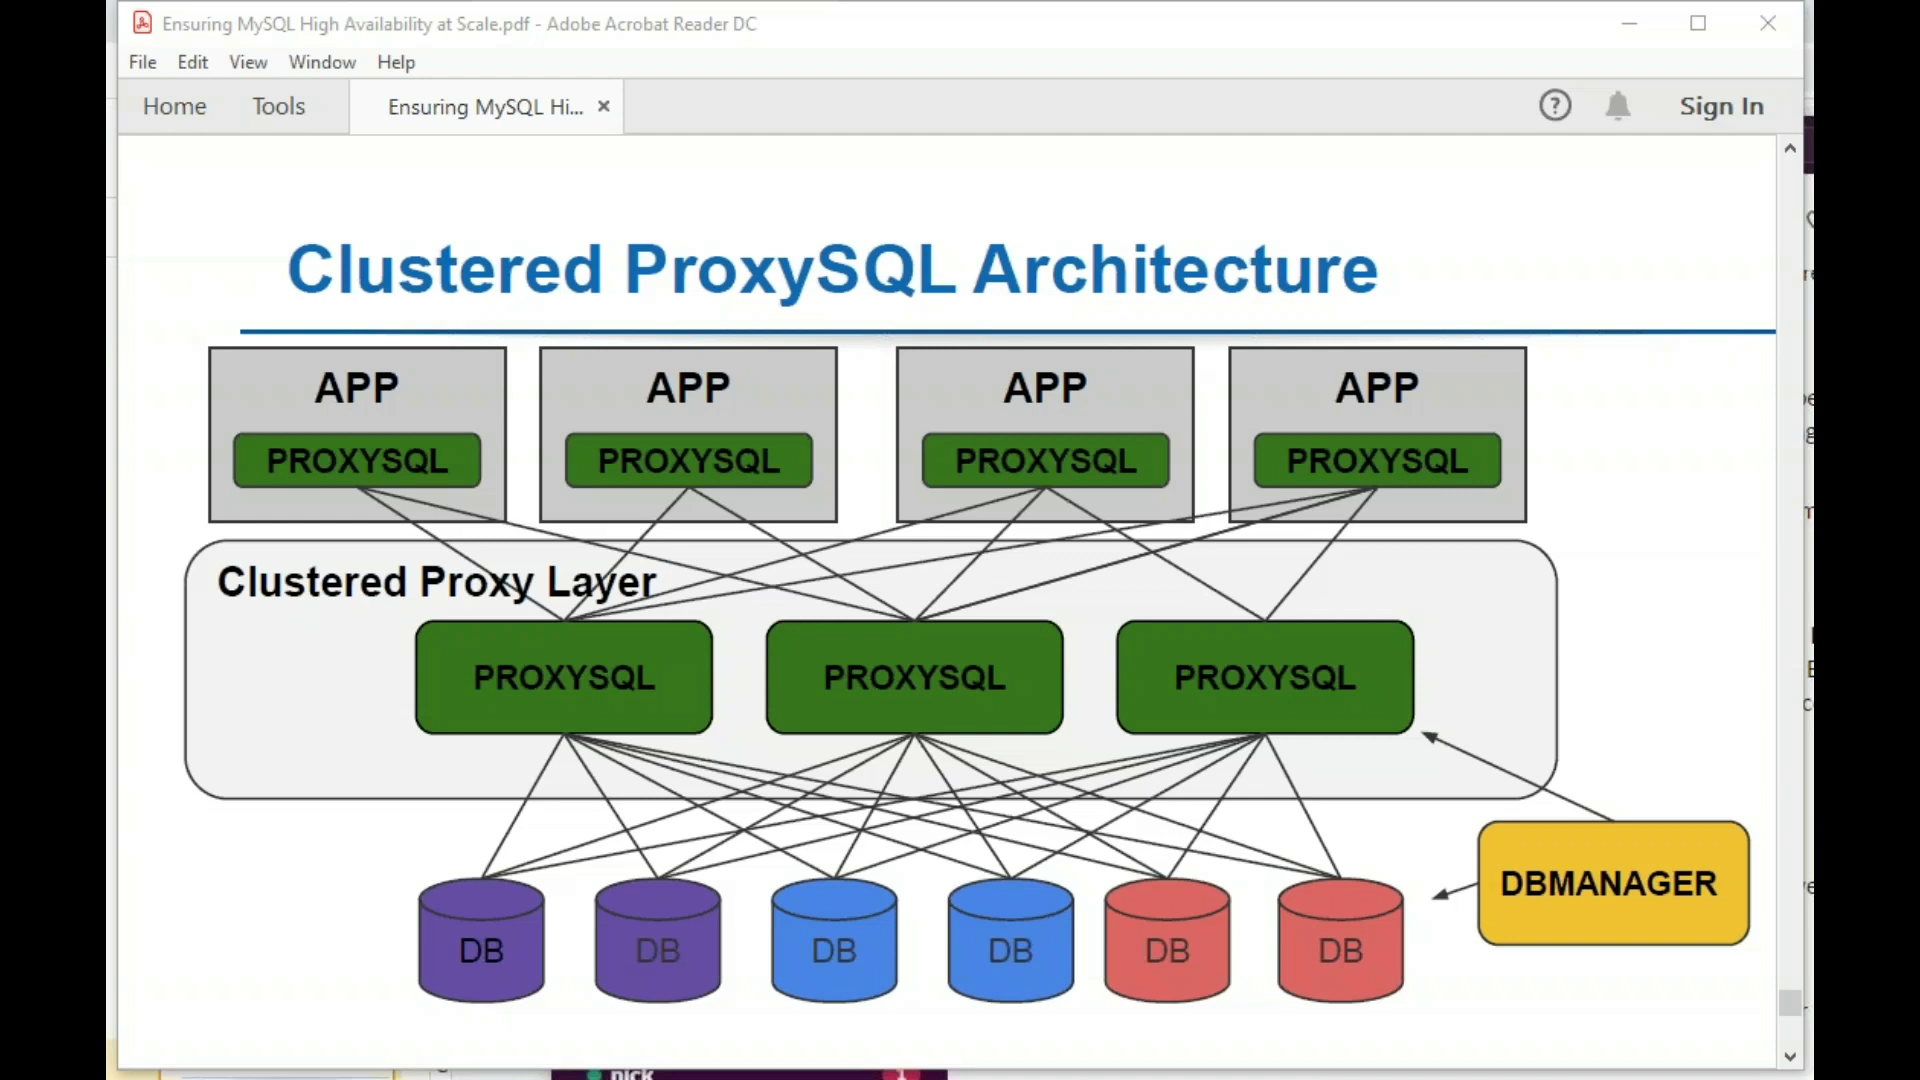 Ensuring MySQL High Availability at Scale.pdf - Adobe Acrobat Reader DC
File Edit View Window Help
Home Tools Ensuring MySQL Hi... × ? Sign In
Clustered ProxySQL Architecture
APP APP APP APP
PROXYSQL PROXYSQL PROXYSQL PROXYSQL
Clustered Proxy Layer
PROXYSQL PROXYSQL PROXYSQL
DBMANAGER
DB DB DB DB DB DB
nick